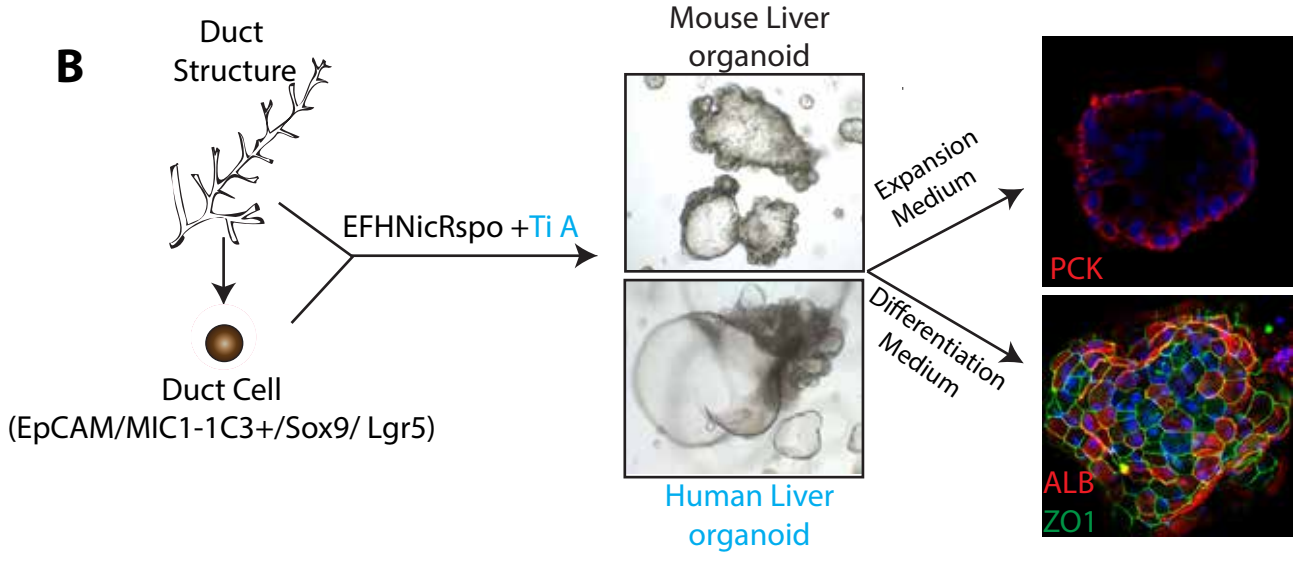 B
Duct
Structure
Duct Cell
(EpCAM/MIC1-1C3+/Sox9/ Lgr5)
EFHNicRspo +Ti A
Mouse Liver
organoid
Human Liver
organoid
Expansion
Medium
Differentiation
Medium
PCK
ALB
ZO1